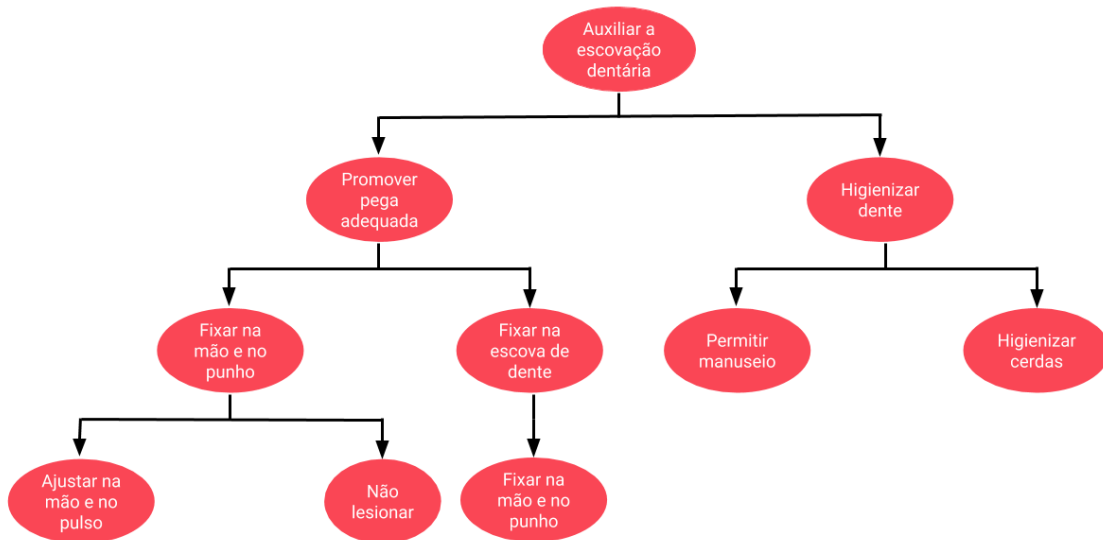 Auxiliar a
escovação
dentária
Promover
pega
adequada
Higienizar
dente
Fixar na
mão e no
punho
Fixar na
escova de
dente
Permitir
manuseio
Higienizar
cerdas
Ajustar na
mão e no
pulso
Não
lesionar
Fixar na
mão e no
punho